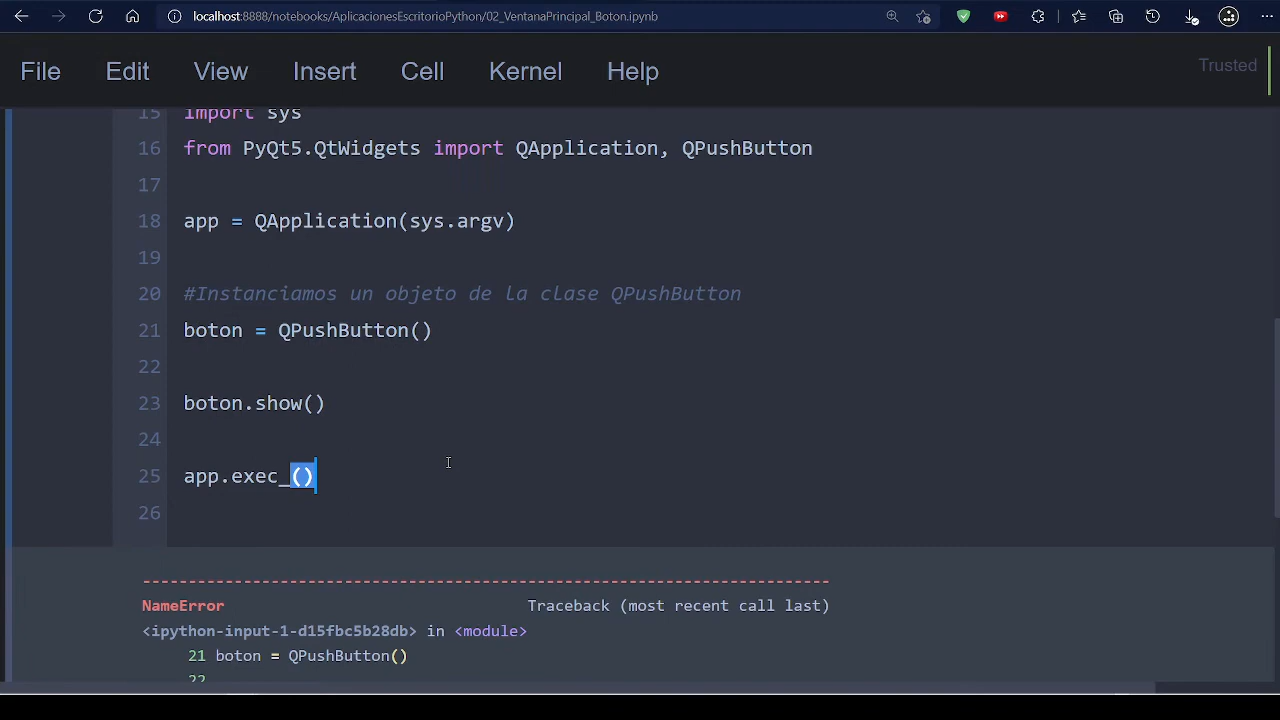 localhost:8888/notebooks/AplicacionesEscritorioPython/02_VentanaPrincipal_Boton.ipynb
File Edit View Insert Cell Kernel Help Trusted
15 import sys
16 from PyQt5.QtWidgets import QApplication, QPushButton
17
18 app = QApplication(sys.argv)
19
20 #Instanciamos un objeto de la clase QPushButton
21 boton = QPushButton()
22
23 boton.show()
24
25 app.exec_()
26
---------------------------------------------------------------------------
NameError Traceback (most recent call last)
<ipython-input-1-d15fbc5b28db> in <module>
21 boton = QPushButton()
22